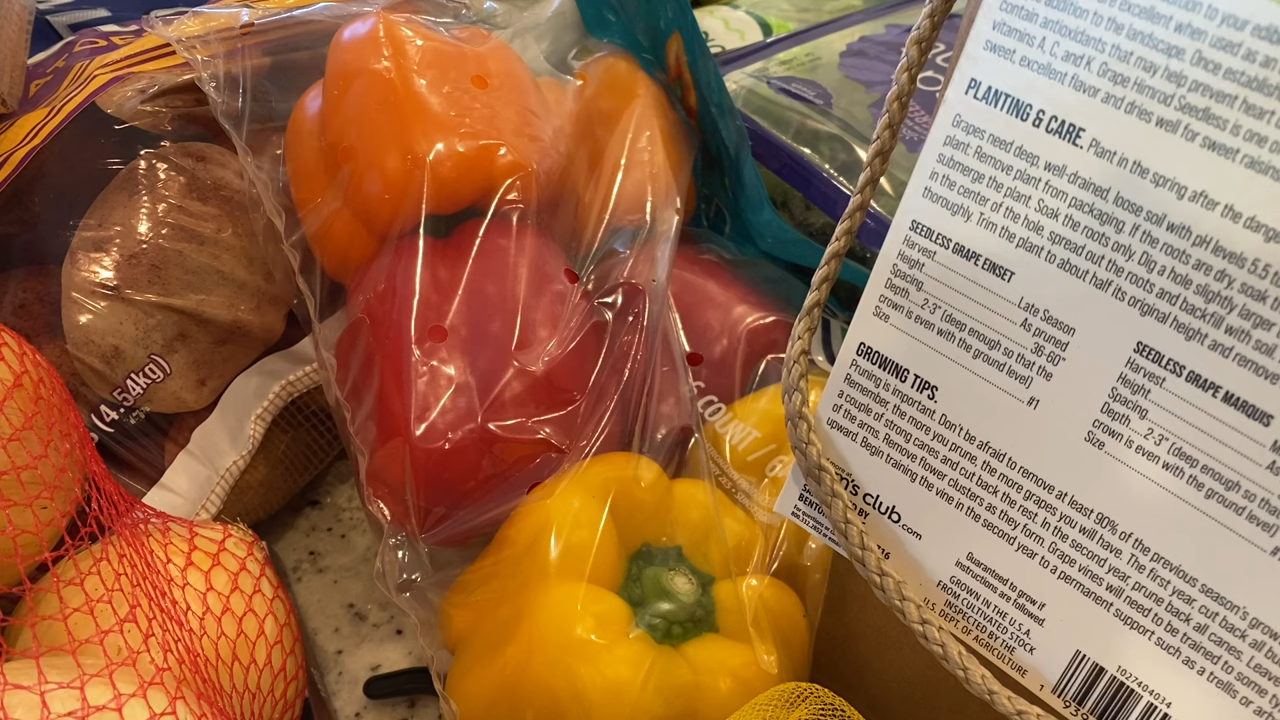 (4.54kg)
6 COUNT /
are excellent when used as an
addition to the landscape. Once establish
contain antioxidants that may help prevent heart
vitamins A, C, and K. Grape Himrod Seedless is one o
sweet, excellent flavor and dries well for sweet raisins
PLANTING & CARE: Plant in the spring after the dange
Grapes need deep, well-drained, loose soil with pH levels 5.5
plant: Remove plant from packaging. If the roots are dry, soak
submerge the plant. Soak the roots only. Dig a hole slightly larger
in the center of the hole, spread out the roots and backfill with soil.
thoroughly. Trim the plant to about half its original height and remove
SEEDLESS GRAPE EINSET
Harvest...Late Season
Height...As pruned
Spacing...36-60"
Depth...2-3" (deep enough so that the
crown is even with the ground level)
Size...#1
SEEDLESS GRAPE MARQUIS
Harvest...
Height...
Spacing...
Depth...2-3" (deep enough so tha
crown is even with the ground level)
Size...#
GROWING TIPS.
Pruning is important. Don't be afraid to remove at least 90% of the previous season's grow
Remember, the more you prune, the more grapes you will have. The first year, cut back all bu
a couple of strong canes and cut back the rest. In the second year, prune back all canes. Leave
of the arms. Remove flower clusters as they form. Grape vines will need to be trained to some
upward. Begin training the vine in the second year to a permanent support such as a trellis or
m's club.com
Guaranteed to grow if
instructions are followed.
GROWN IN THE U.S.A.
FROM CULTIVATED STOCK
INSPECTED BY THE
U.S. DEPT. OF AGRICULTURE
1027404034